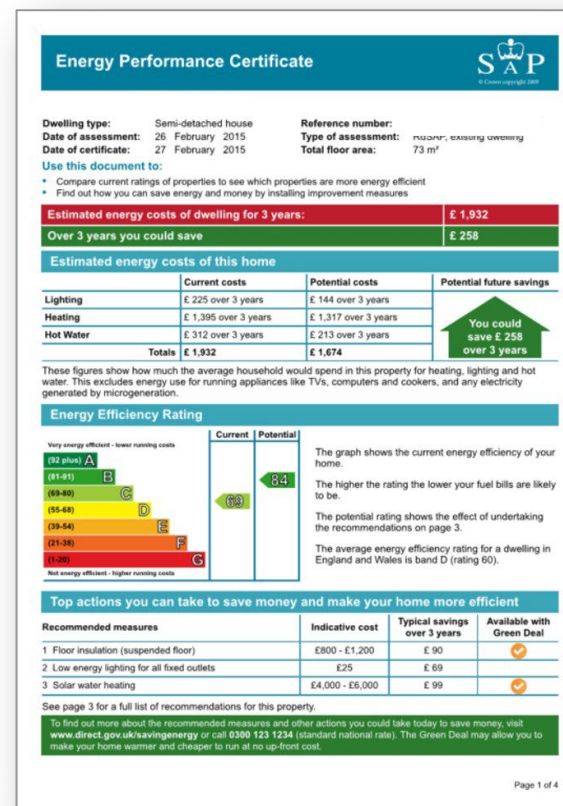 Energy Performance Certificate
SAP
© Crown copyright 2009
Dwelling type: Semi-detached house Reference number:
Date of assessment: 26 February 2015 Type of assessment: RdSAP, existing dwelling
Date of certificate: 27 February 2015 Total floor area: 73 m²
Use this document to:
• Compare current ratings of properties to see which properties are more energy efficient
• Find out how you can save energy and money by installing improvement measures
Estimated energy costs of dwelling for 3 years: £ 1,932
Over 3 years you could save £ 258
Estimated energy costs of this home
Current costs Potential costs Potential future savings
Lighting £ 225 over 3 years £ 144 over 3 years
Heating £ 1,395 over 3 years £ 1,317 over 3 years
Hot Water £ 312 over 3 years £ 213 over 3 years
Totals £ 1,932 £ 1,674
You could
save £ 258
over 3 years
These figures show how much the average household would spend in this property for heating, lighting and hot
water. This excludes energy use for running appliances like TVs, computers and cookers, and any electricity
generated by microgeneration.
Energy Efficiency Rating
Current Potential
Very energy efficient - lower running costs
(92 plus) A
(81-91) B
(69-80) C
(55-68) D
(39-54) E
(21-38) F
(1-20) G
Not energy efficient - higher running costs
69
84
The graph shows the current energy efficiency of your
home.
The higher the rating the lower your fuel bills are likely
to be.
The potential rating shows the effect of undertaking
the recommendations on page 3.
The average energy efficiency rating for a dwelling in
England and Wales is band D (rating 60).
Top actions you can take to save money and make your home more efficient
Recommended measures Indicative cost Typical savings over 3 years Available with Green Deal
1 Floor insulation (suspended floor) £800 - £1,200 £ 90
2 Low energy lighting for all fixed outlets £25 £ 69
3 Solar water heating £4,000 - £6,000 £ 99
See page 3 for a full list of recommendations for this property.
To find out more about the recommended measures and other actions you could take today to save money, visit
www.direct.gov.uk/savingenergy or call 0300 123 1234 (standard national rate). The Green Deal may allow you to
make your home warmer and cheaper to run at no up-front cost.
Page 1 of 4